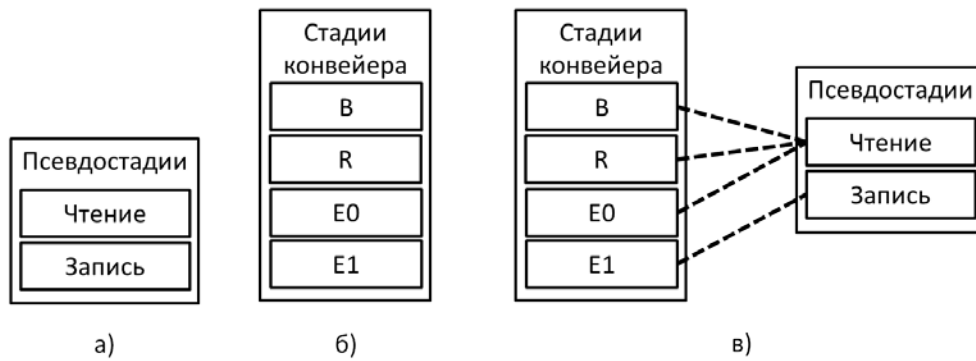 Псевдостадии
Чтение
Запись
а)
Стадии
конвейера
B
R
E0
E1
б)
Стадии
конвейера
B
R
E0
E1
Псевдостадии
Чтение
Запись
в)